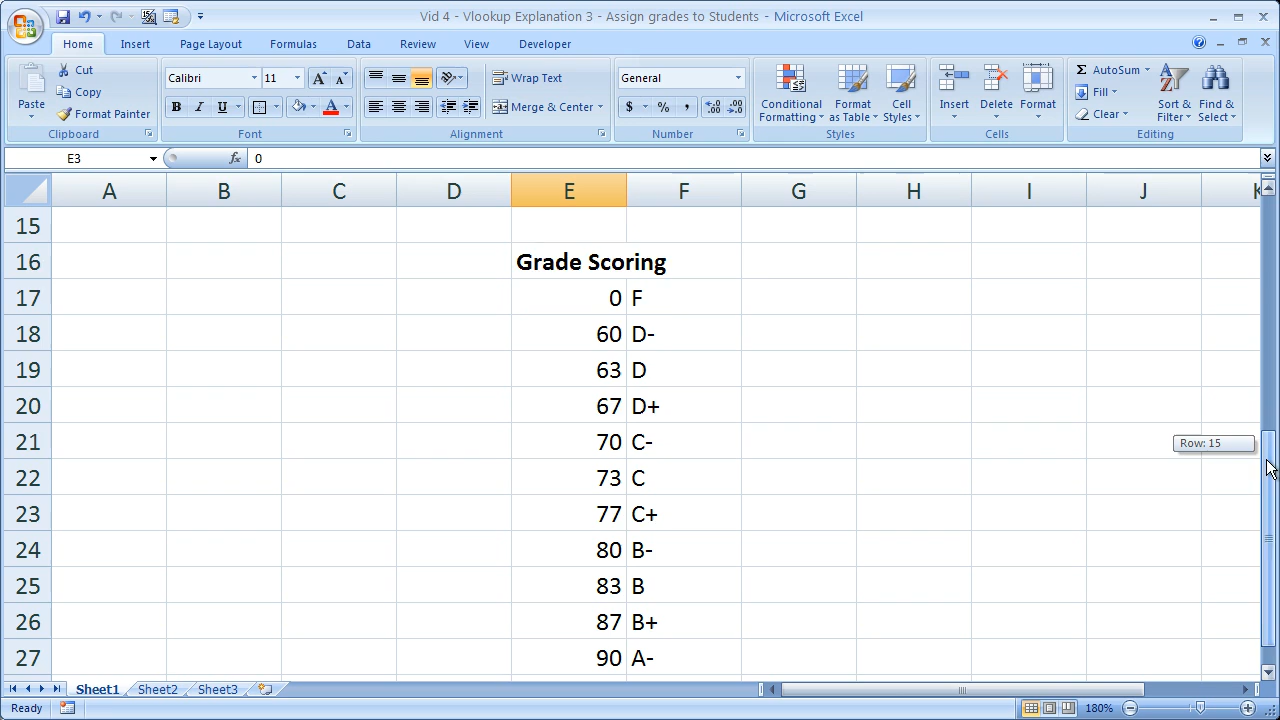 Vid 4 - Vlookup Explanation 3 - Assign grades to students - Microsoft Excel
Home Insert Page Layout Formulas Data Review View Developer
Paste
Cut
Copy
Format Painter
Clipboard
Calibri 11
B I U
Font
Wrap Text
Merge & Center
Alignment
General
$ % ,
Number
Conditional Formatting
Format as Table
Cell Styles
Styles
Insert Delete Format
Cells
Σ AutoSum
Fill
Clear
Sort & Filter
Find & Select
Editing
E3 fx 0
A B C D E F G H I J K
15
16 Grade Scoring
17 0 F
18 60 D-
19 63 D
20 67 D+
21 70 C-
Row: 15
22 73 C
23 77 C+
24 80 B-
25 83 B
26 87 B+
27 90 A-
Sheet1 Sheet2 Sheet3
Ready 180%